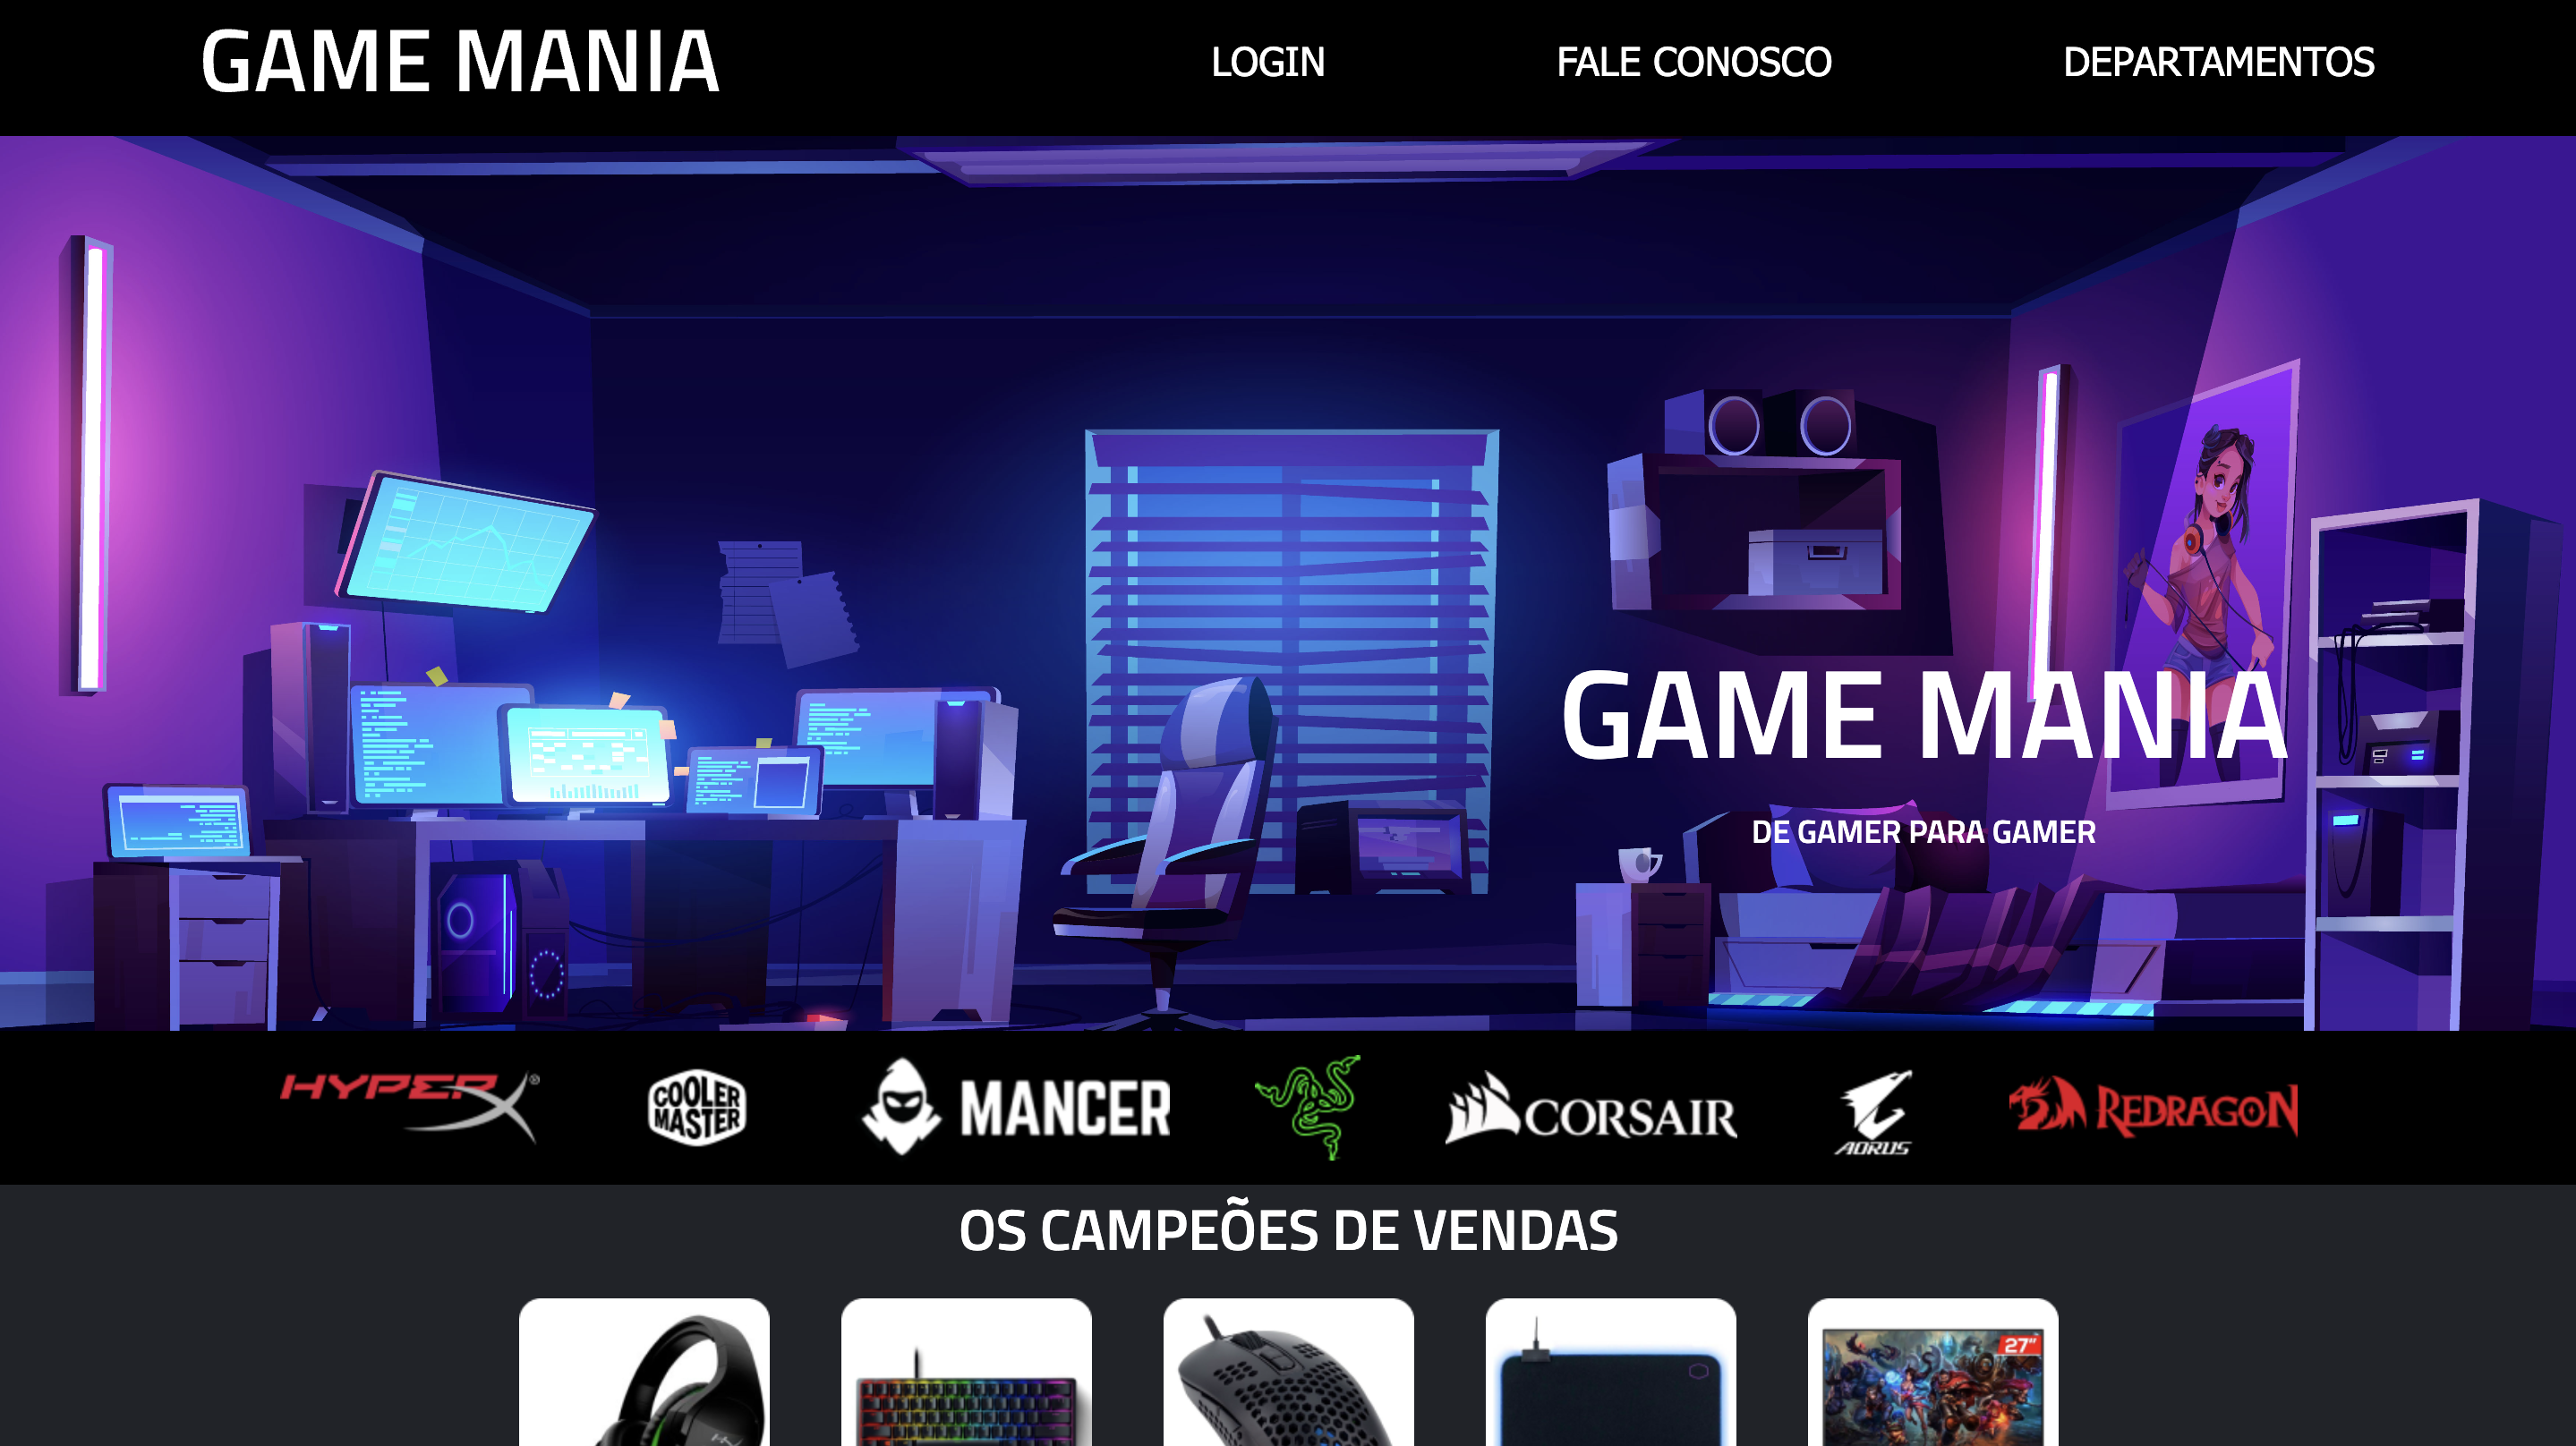 GAME MANIA
LOGIN
FALE CONOSCO
DEPARTAMENTOS
GAME MANIA
DE GAMER PARA GAMER
HYPERX®
COOLER
MASTER
MANCER
CORSAIR
AORUS
REDRAGON
OS CAMPEÕES DE VENDAS
27"